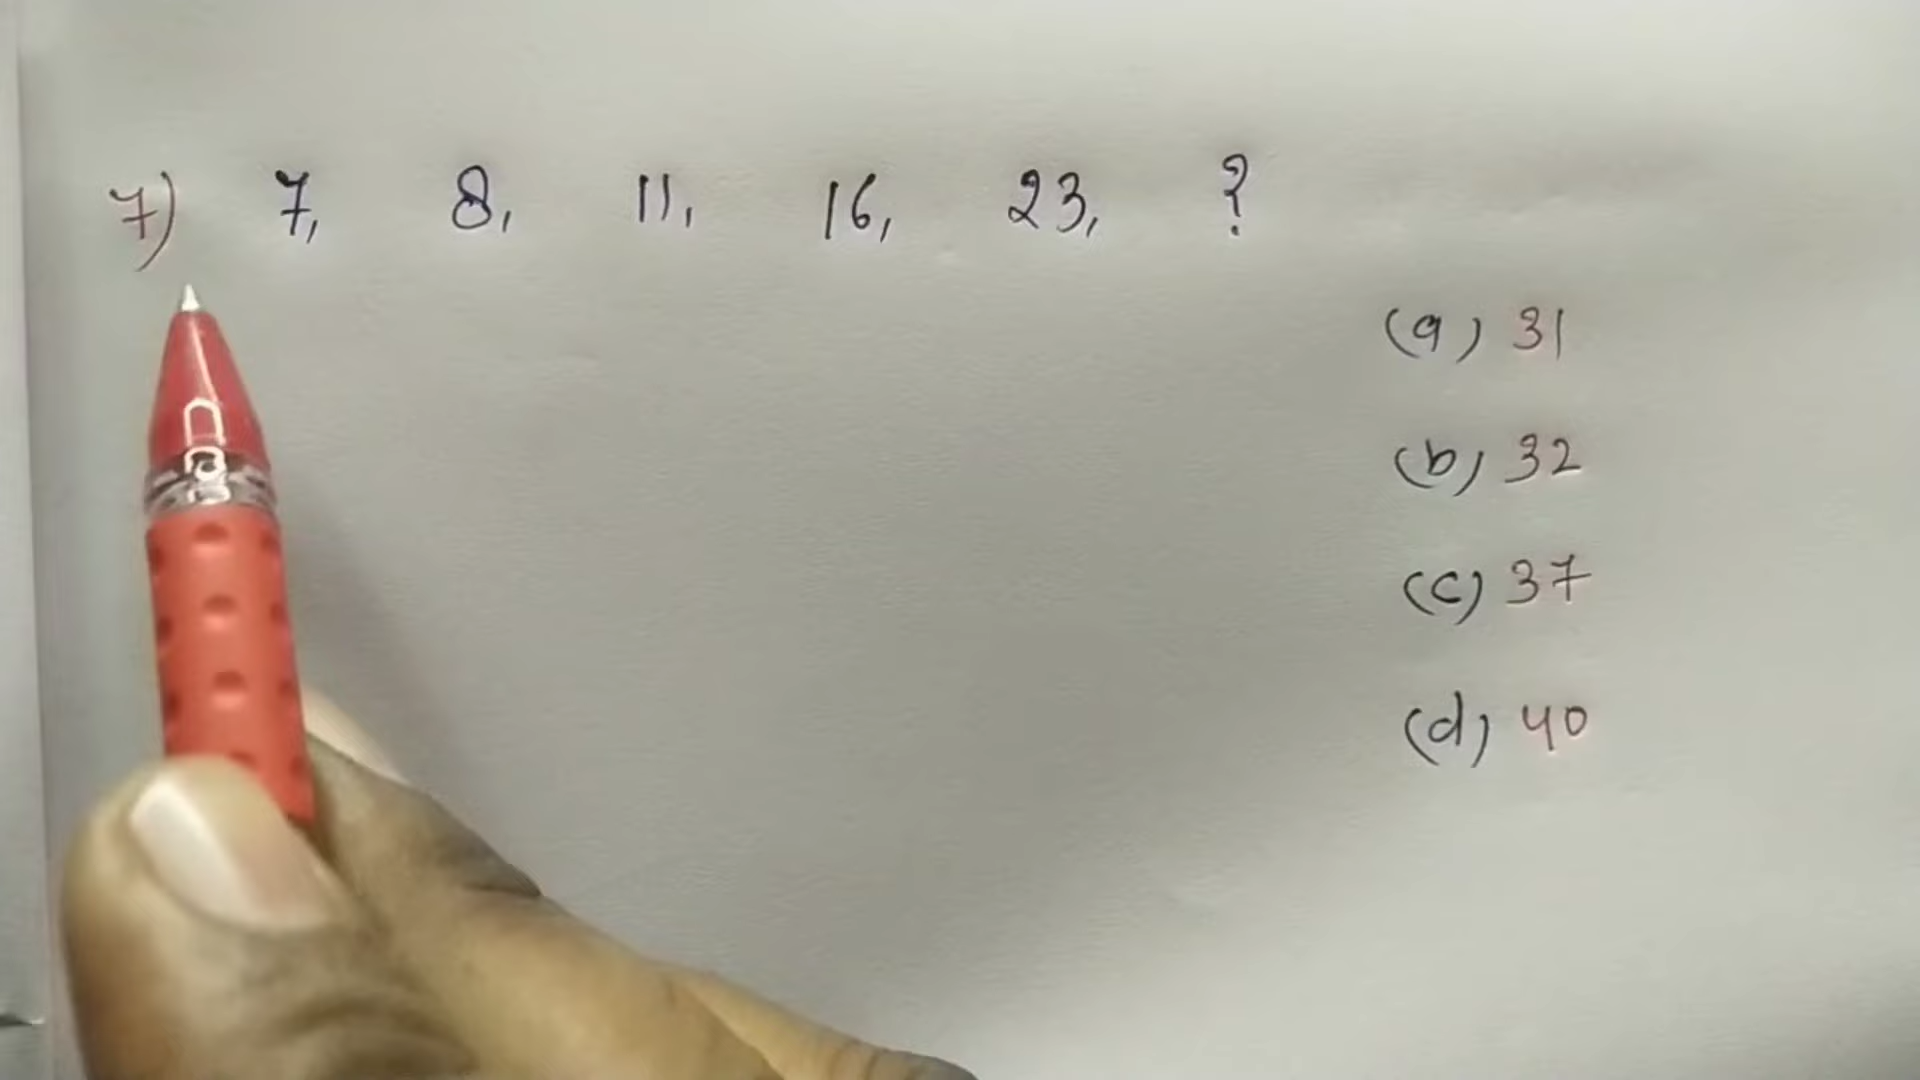 7) 7, 8, 11, 16, 23, ?
(a) 31
(b) 32
(c) 37
(d) 40